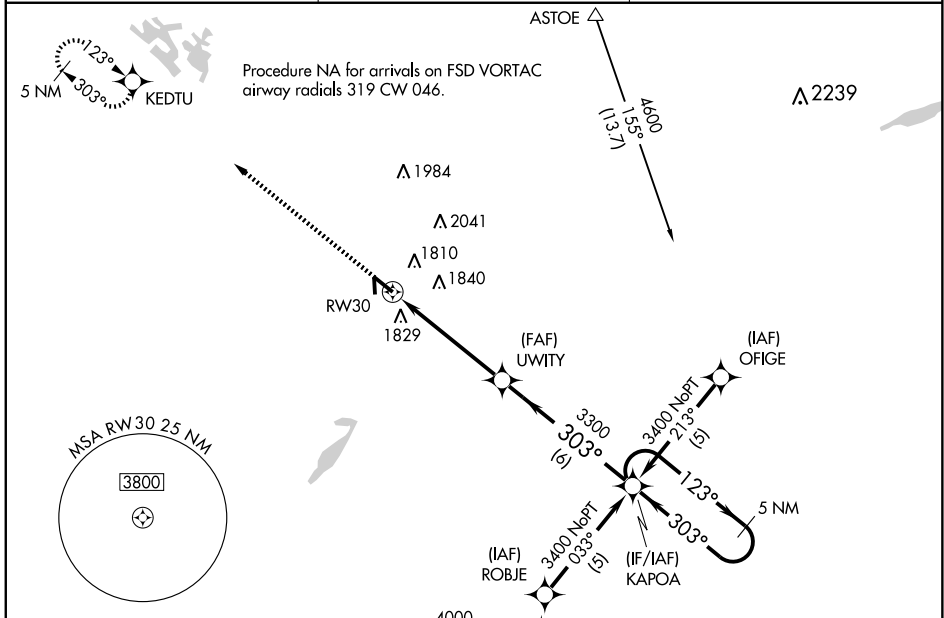 ASTOE
123°
303°
5 NM
KEDTU
Procedure NA for arrivals on FSD VORTAC
airway radials 319 CW 046.
4600
155°
(13.7)
2239
1984
2041
1810
1840
RW30
1829
(FAF)
UWITY
(IAF)
OFIGE
3400 NoPT
213°
(5)
3300
303°
(6)
MSA RW30 25 NM
3800
123°
303°
5 NM
3400 NoPT
033°
(5)
(IAF)
ROBJE
(IF/IAF)
KAPOA
4000